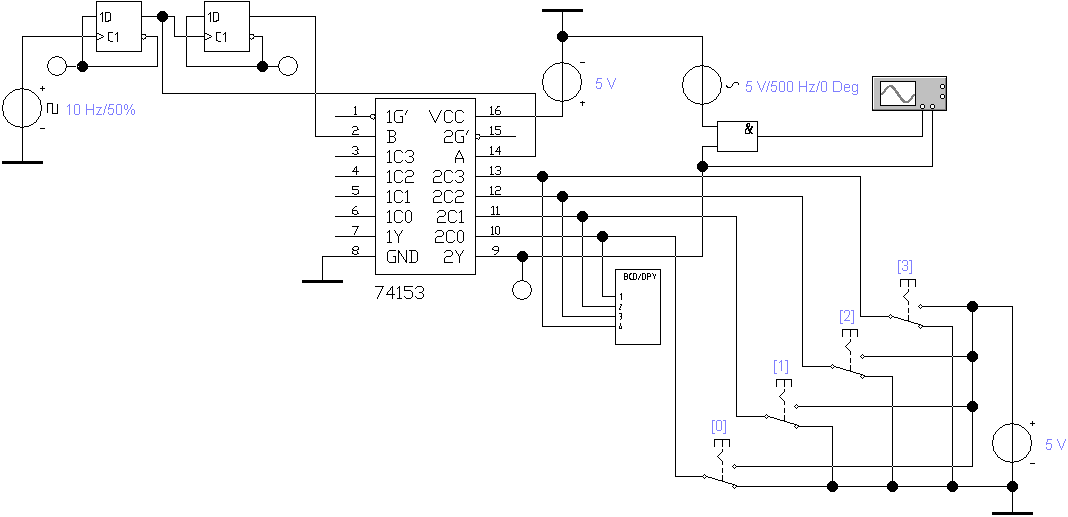 1D
C1
1D
C1
10 Hz/50%
5 V
5 V/500 Hz/0 Deg
&
1 1G' VCC 16
2 B 2G' 15
3 1C3 A 14
4 1C2 2C3 13
5 1C1 2C2 12
6 1C0 2C1 11
7 1Y 2C0 10
8 GND 2Y 9
74153
BCD/DPY
1
2
3
4
[3]
[2]
[1]
[0]
+
-
5 V